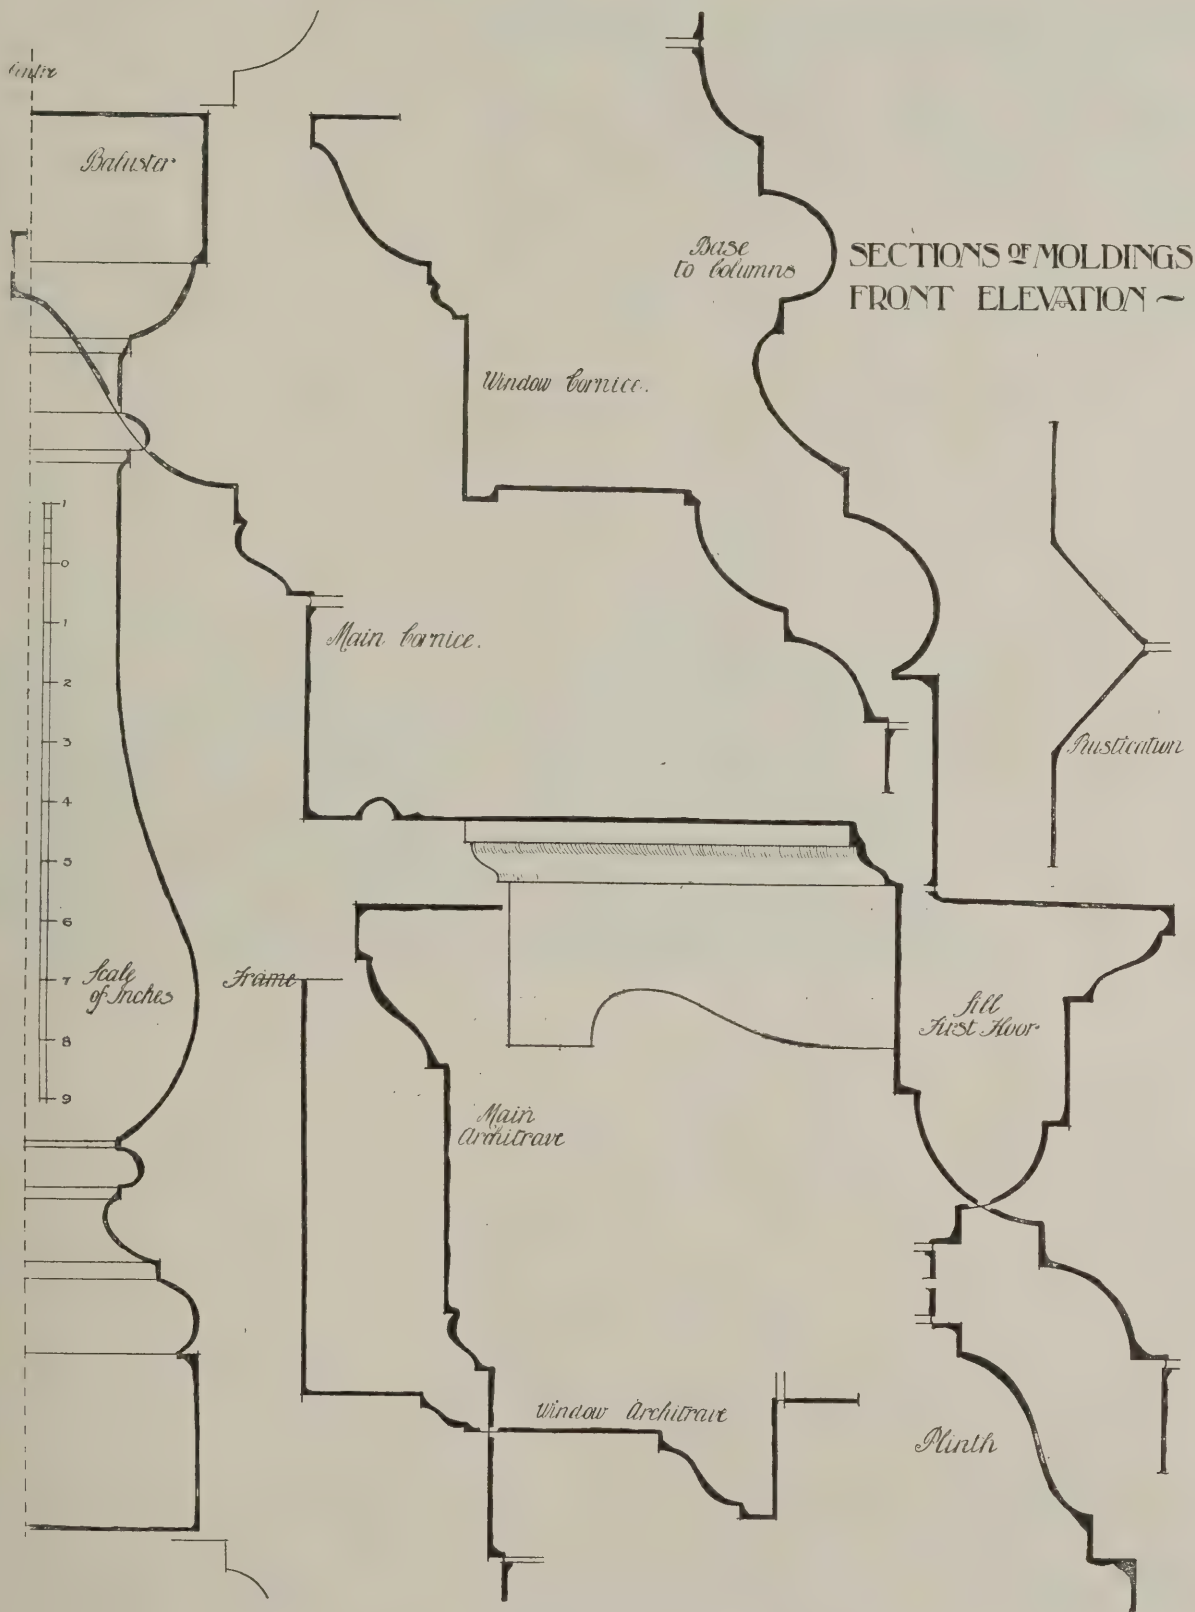 Centre
Baluster
Base
to Columns
SECTIONS OF MOLDINGS
FRONT ELEVATION ~
Window Cornice.
Main Cornice.
Rustication
1
0
1
2
3
4
5
6
7
8
9
Scale
of Inches
Frame
Sill
First Floor
Main
Architrave
Window Architrave
Plinth